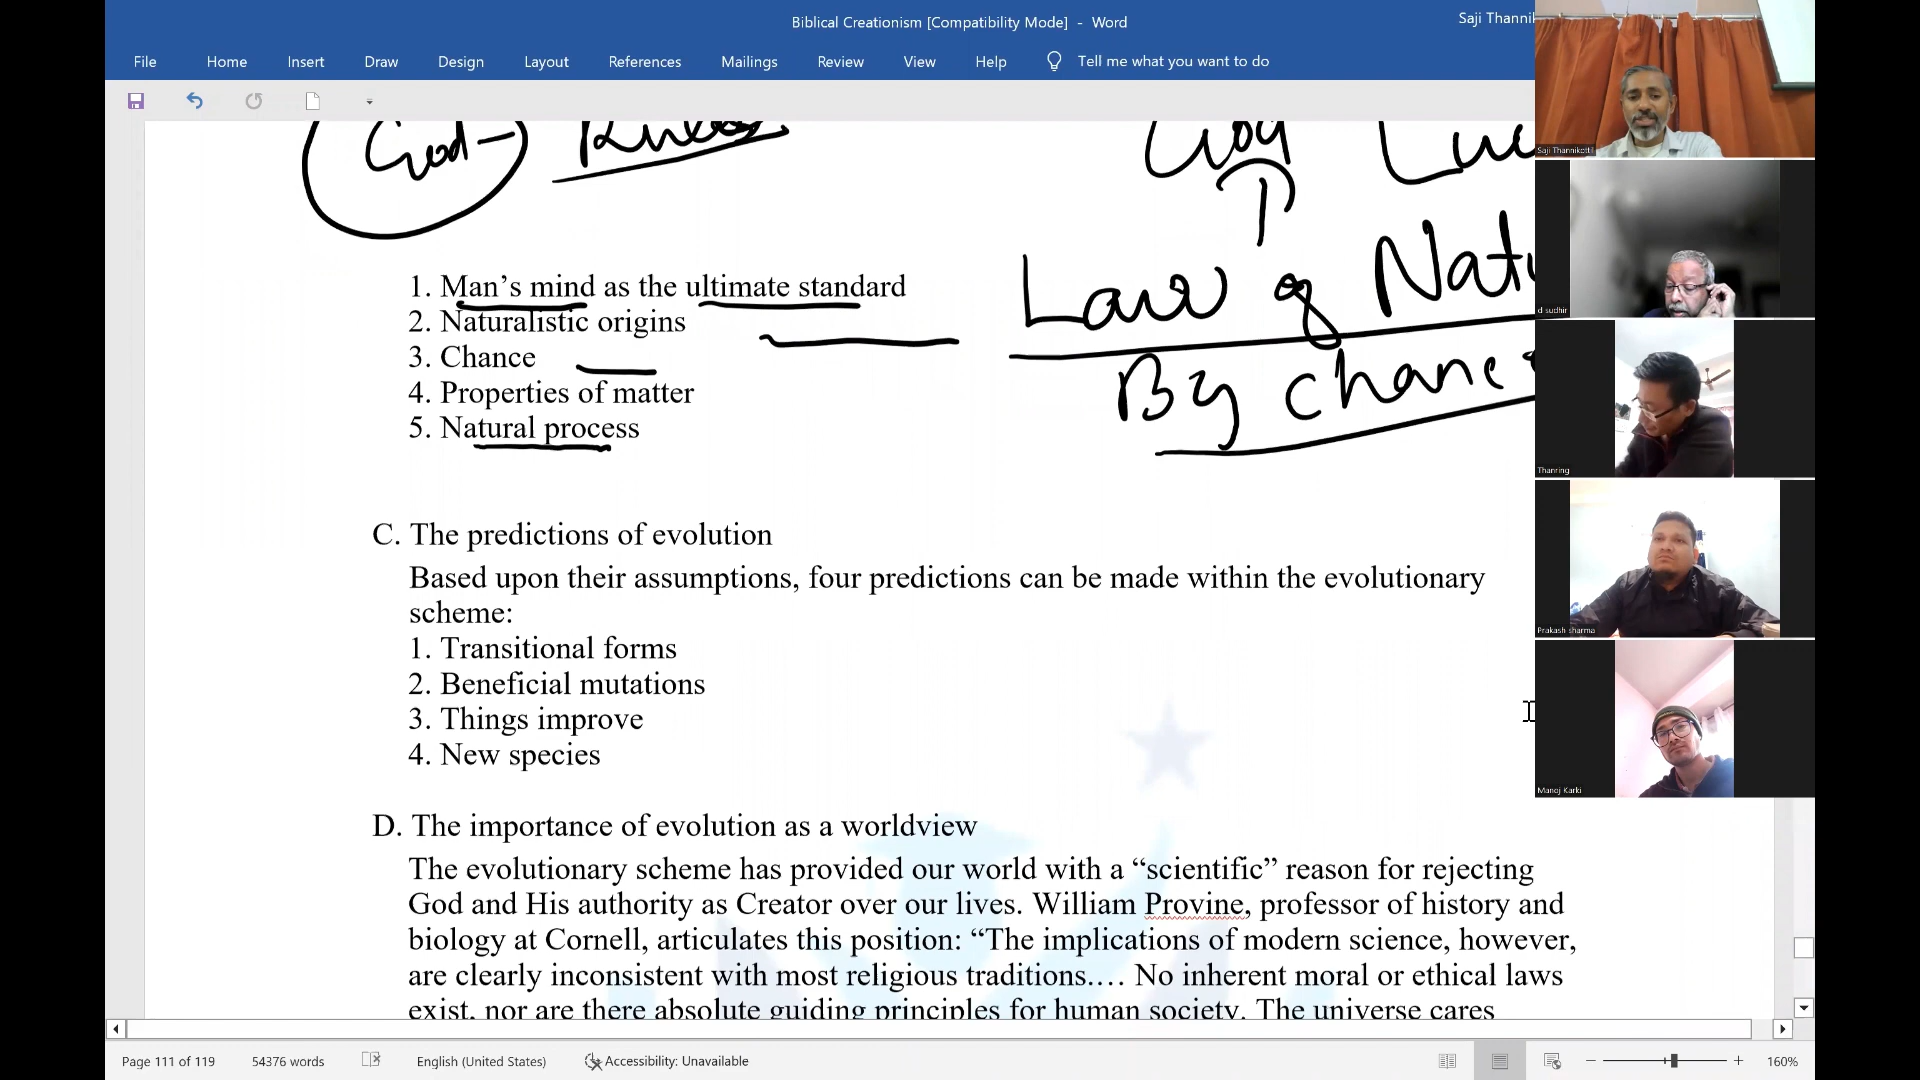 Biblical Creationism [Compatibility Mode] - Word
Saji Thannik
File Home Insert Draw Design Layout References Mailings Review View Help Tell me what you want to do
God
God
Law of Natu
By chance
1. Man's mind as the ultimate standard
2. Naturalistic origins
3. Chance
4. Properties of matter
5. Natural process
C. The predictions of evolution
Based upon their assumptions, four predictions can be made within the evolutionary
scheme:
1. Transitional forms
2. Beneficial mutations
3. Things improve
4. New species
D. The importance of evolution as a worldview
The evolutionary scheme has provided our world with a “scientific” reason for rejecting
God and His authority as Creator over our lives. William Provine, professor of history and
biology at Cornell, articulates this position: “The implications of modern science, however,
are clearly inconsistent with most religious traditions.… No inherent moral or ethical laws
exist, nor are there absolute guiding principles for human society. The universe cares
Saji Thannikott
d sudhir
Thanring
Prakash sharma
Manoj Karki
Page 111 of 119 54376 words English (United States) Accessibility: Unavailable 160%